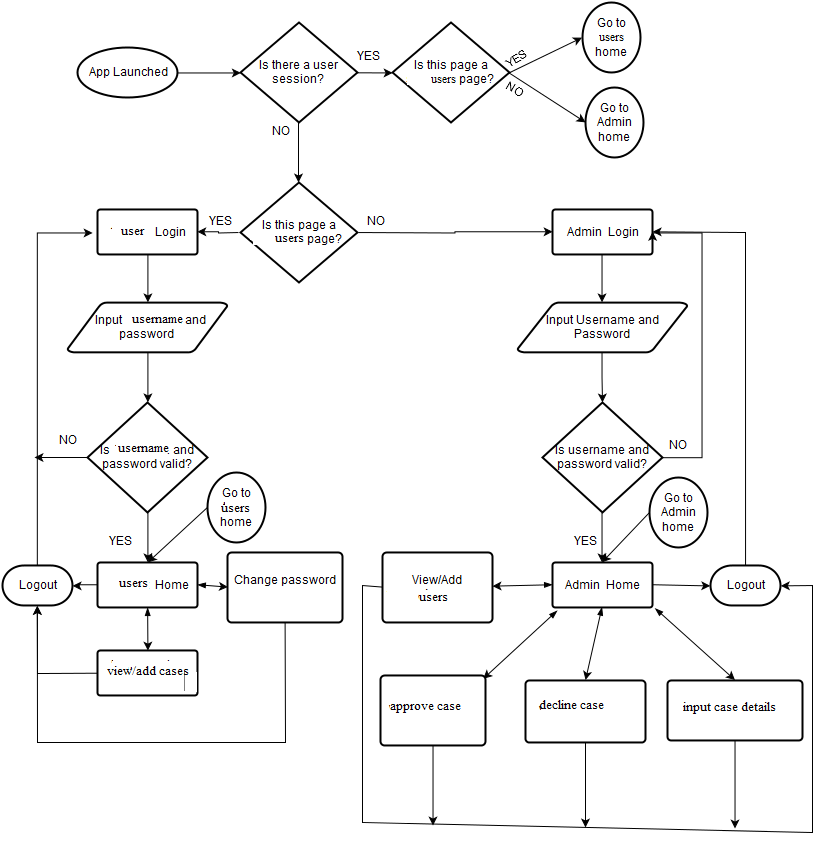 App Launched
Is there a user
session?
YES
Is this page a
users page?
YES
NO
Go to
users
home
Go to
Admin
home
NO
Is this page a
users page?
YES
NO
user Login
Admin Login
Input username and
password
Input Username and
Password
Is username and
password valid?
NO
YES
Is username and
password valid?
NO
YES
Go to
users
home
Go to
Admin
home
Logout
users Home
Change password
View/Add
users
Admin Home
Logout
view/add cases
approve case
decline case
input case details